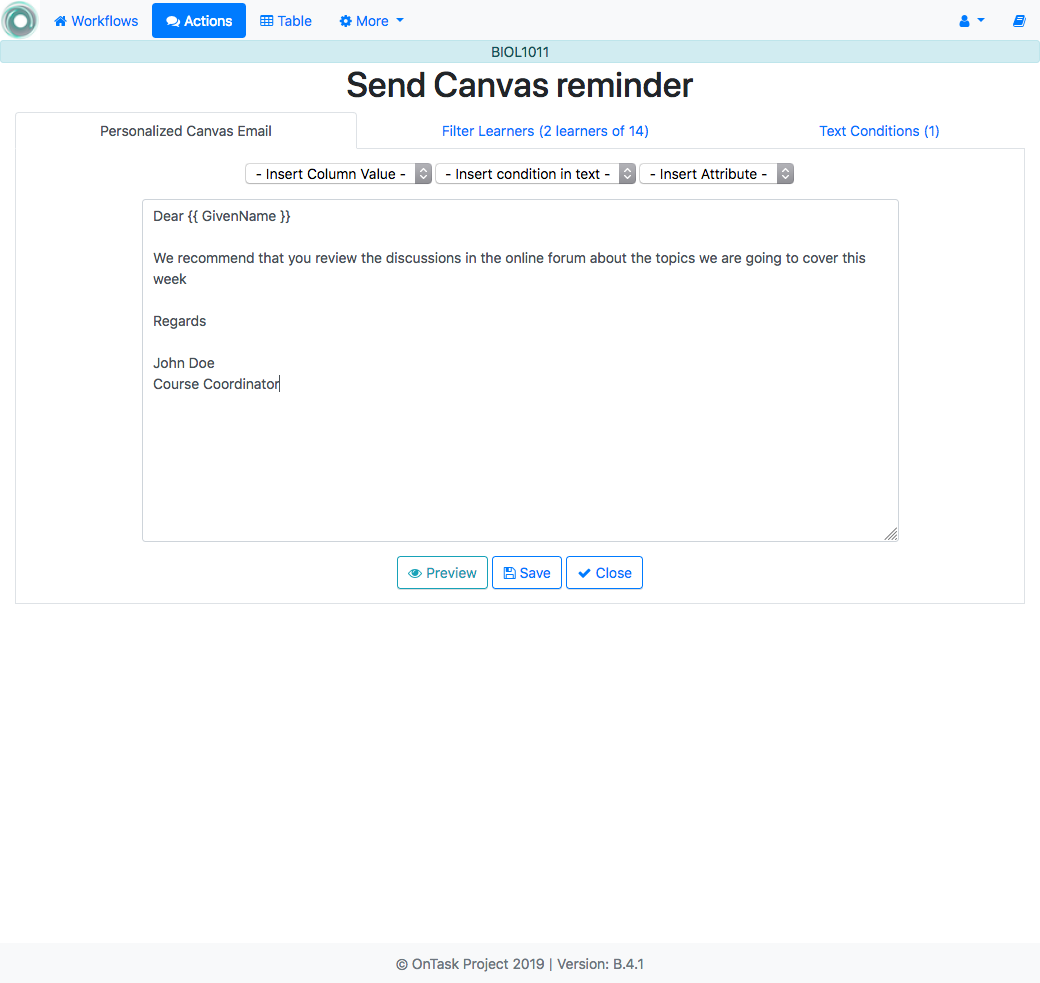 Workflows Actions Table More
BIOL1011
Send Canvas reminder
Personalized Canvas Email Filter Learners (2 learners of 14) Text Conditions (1)
- Insert Column Value - - Insert condition in text - - Insert Attribute -
Dear {{ GivenName }}
We recommend that you review the discussions in the online forum about the topics we are going to cover this
week
Regards
John Doe
Course Coordinator
Preview Save Close
© OnTask Project 2019 | Version: B.4.1